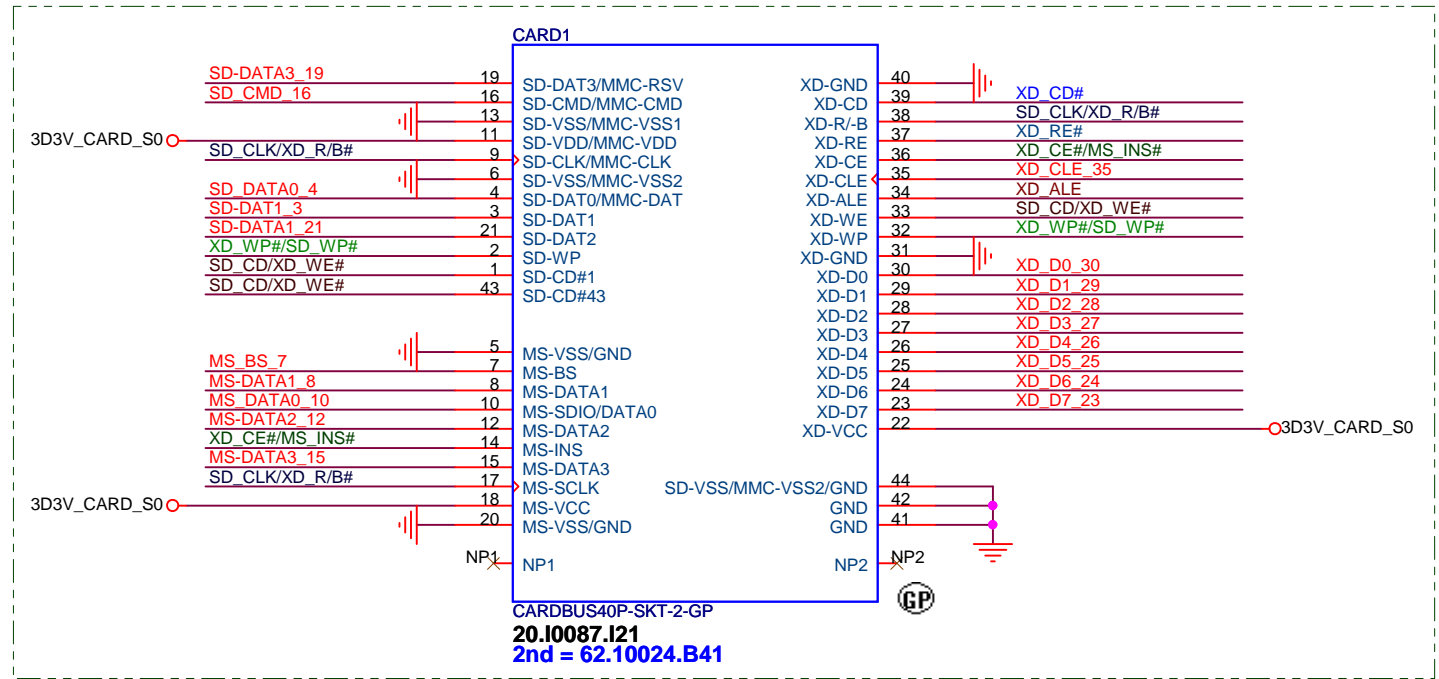 CARD1
SD-DATA3_19 19 SD-DAT3/MMC-RSV XD-GND 40
SD_CMD_16 16 SD-CMD/MMC-CMD XD-CD 39 XD_CD#
13 SD-VSS/MMC-VSS1 XD-R/-B 38 SD_CLK/XD_R/B#
3D3V_CARD_S0 11 SD-VDD/MMC-VDD XD-RE 37 XD_RE#
SD_CLK/XD_R/B# 9 SD-CLK/MMC-CLK XD-CE 36 XD_CE#/MS_INS#
6 SD-VSS/MMC-VSS2 XD-CLE 35 XD_CLE_35
SD_DATA0_4 4 SD-DAT0/MMC-DAT XD-ALE 34 XD_ALE
SD-DAT1_3 3 SD-DAT1 XD-WE 33 SD_CD/XD_WE#
SD-DATA1_21 21 SD-DAT2 XD-WP 32 XD_WP#/SD_WP#
XD_WP#/SD_WP# 2 SD-WP XD-GND 31
SD_CD/XD_WE# 1 SD-CD#1 XD-D0 30 XD_D0_30
SD_CD/XD_WE# 43 SD-CD#43 XD-D1 29 XD_D1_29
XD-D2 28 XD_D2_28
XD-D3 27 XD_D3_27
5 MS-VSS/GND XD-D4 26 XD_D4_26
MS_BS_7 7 MS-BS XD-D5 25 XD_D5_25
MS-DATA1_8 8 MS-DATA1 XD-D6 24 XD_D6_24
MS_DATA0_10 10 MS-SDIO/DATA0 XD-D7 23 XD_D7_23
MS-DATA2_12 12 MS-DATA2 XD-VCC 22 3D3V_CARD_S0
XD_CE#/MS_INS# 14 MS-INS
MS-DATA3_15 15 MS-DATA3
SD_CLK/XD_R/B# 17 MS-SCLK SD-VSS/MMC-VSS2/GND 44
3D3V_CARD_S0 18 MS-VCC GND 42
20 MS-VSS/GND GND 41
NP1 NP1 NP2 NP2
GP
CARDBUS40P-SKT-2-GP
20.I0087.I21
2nd = 62.10024.B41